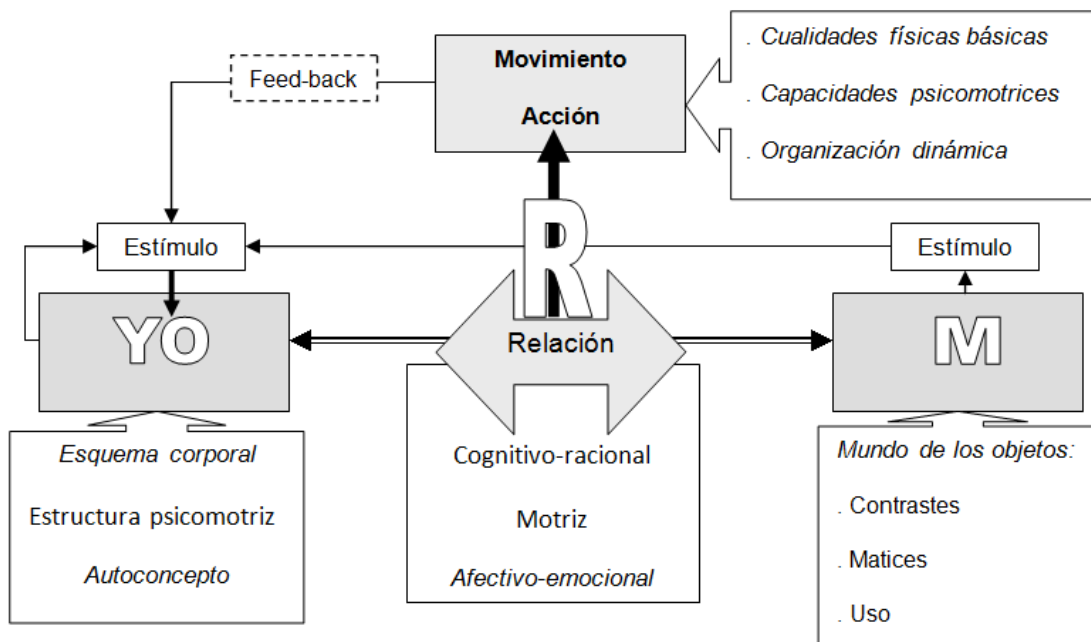 Movimiento
Acción
Feed-back
. Cualidades físicas básicas
. Capacidades psicomotrices
. Organización dinámica
Estímulo
R
Estímulo
YO
Relación
M
Esquema corporal
Estructura psicomotriz
Autoconcepto
Cognitivo-racional
Motriz
Afectivo-emocional
Mundo de los objetos:
. Contrastes
. Matices
. Uso